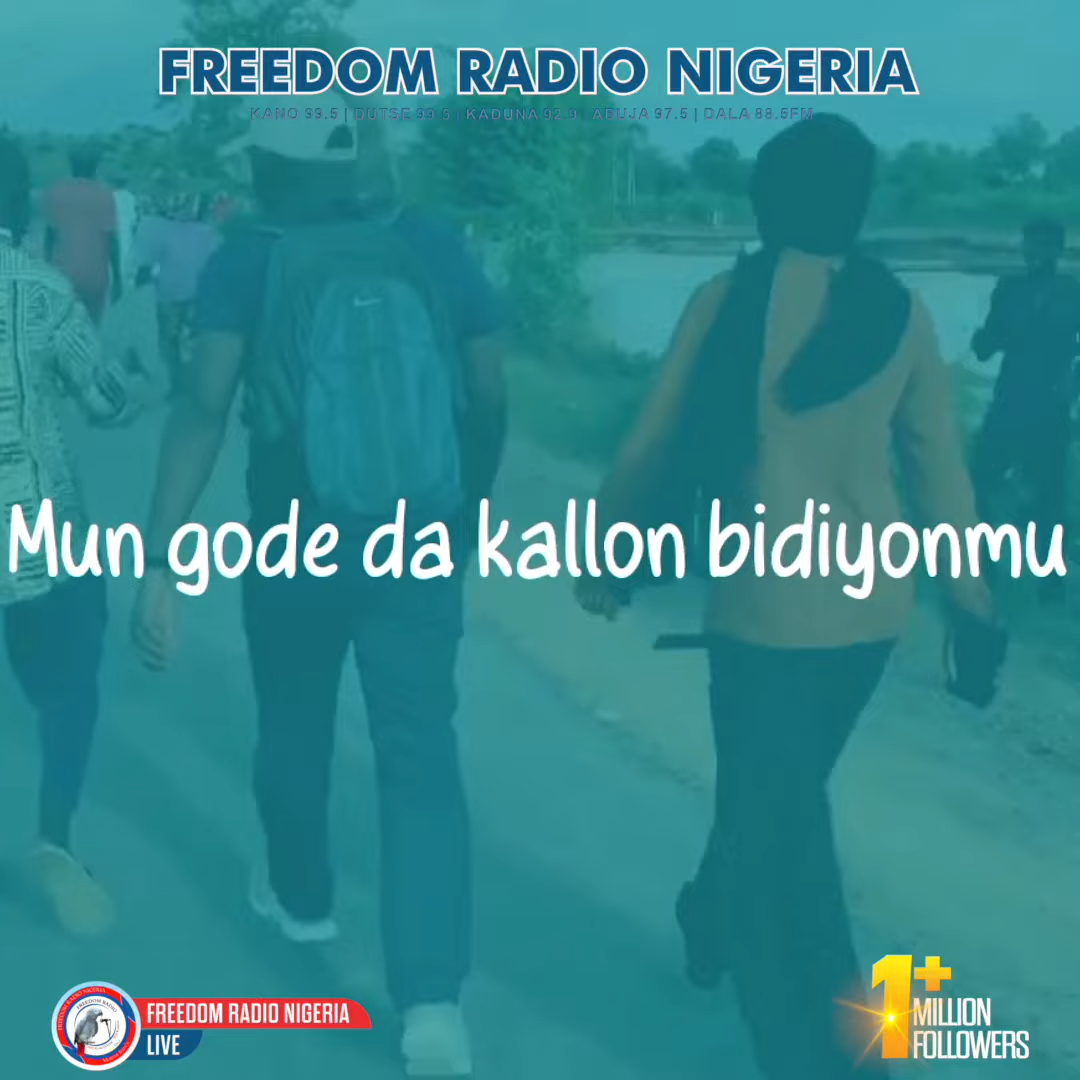 FREEDOM RADIO NIGERIA
KANO 99.5 | DUTSE 99.5 | KADUNA 92.9 | ABUJA 97.5 | DALA 88.5FM
Mun gode da kallon bidiyonmu
FREEDOM RADIO NIGERIA
LIVE
1+
MILLION
FOLLOWERS